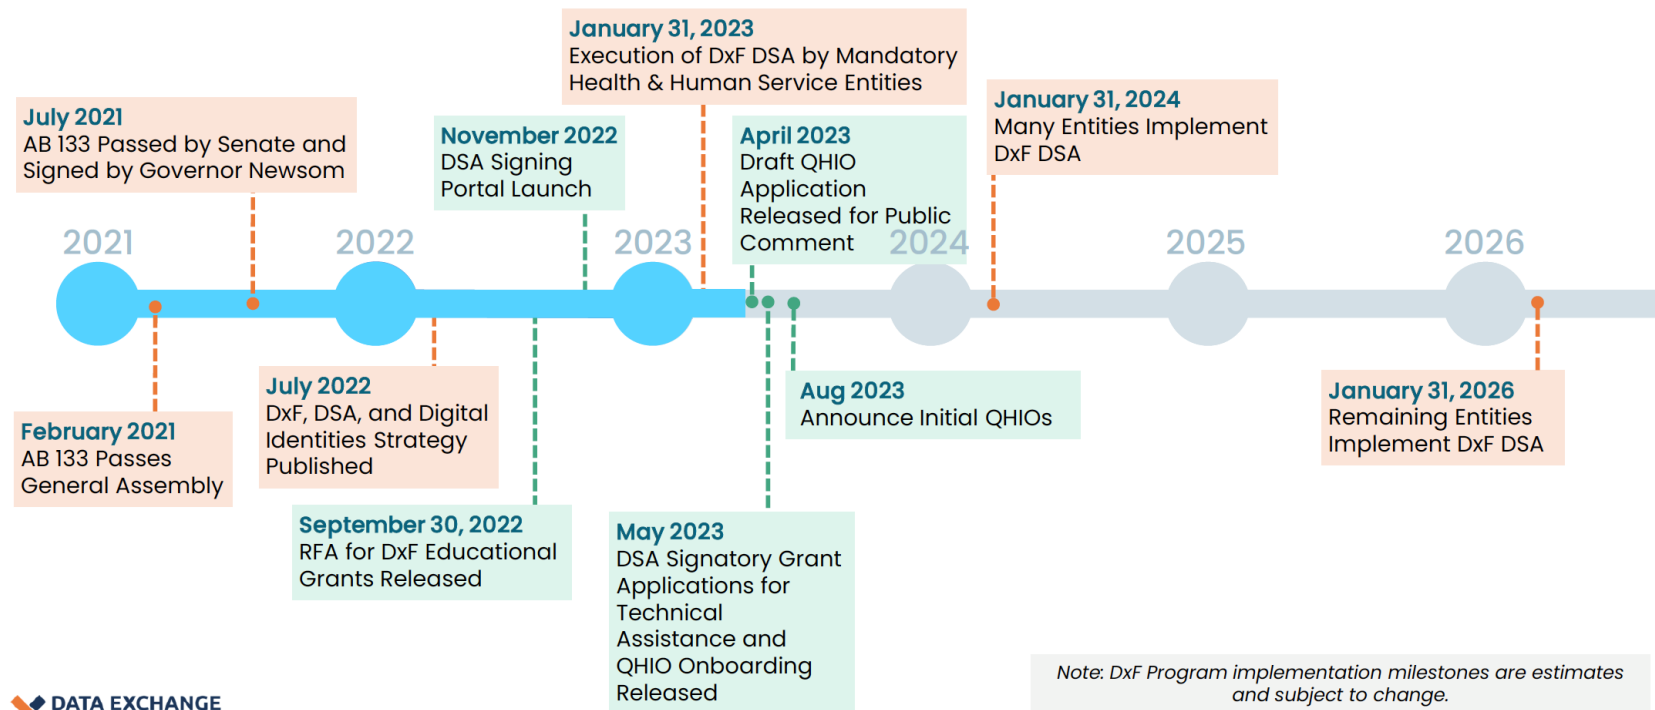 January 31, 2023
Execution of DxF DSA by Mandatory
Health & Human Service Entities
July 2021
AB 133 Passed by Senate and
Signed by Governor Newsom
November 2022
DSA Signing
Portal Launch
April 2023
Draft QHIO
Application
Released for Public
Comment
January 31, 2024
Many Entities Implement
DxF DSA
2021
2022
2023
2024
2025
2026
February 2021
AB 133 Passes
General Assembly
July 2022
DxF, DSA, and Digital
Identities Strategy
Published
September 30, 2022
RFA for DxF Educational
Grants Released
May 2023
DSA Signatory Grant
Applications for
Technical
Assistance and
QHIO Onboarding
Released
Aug 2023
Announce Initial QHIOs
January 31, 2026
Remaining Entities
Implement DxF DSA
Note: DxF Program implementation milestones are estimates
and subject to change.
DATA EXCHANGE